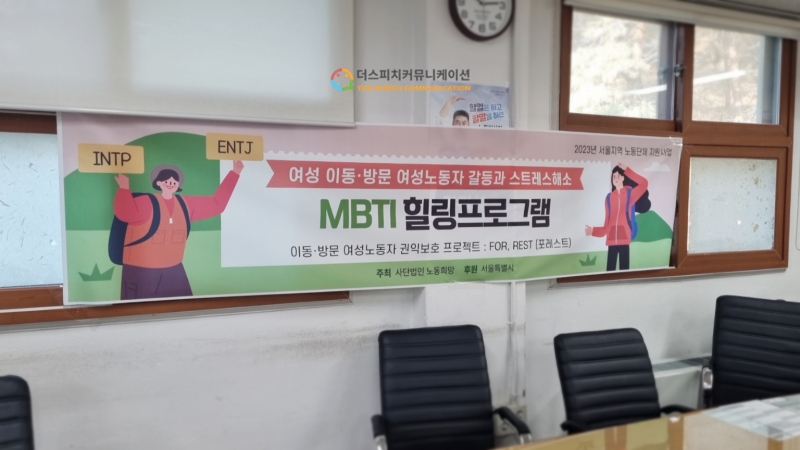 더스피치커뮤니케이션
2023년 서울지역 노동단체 지원사업
INTP
ENTJ
여성 이동·방문 여성노동자 갈등과 스트레스해소
MBTI 힐링프로그램
이동·방문 여성노동자 권익보호 프로젝트 : FOR, REST (포레스트)
주최 사단법인 노동희망 후원 서울특별시